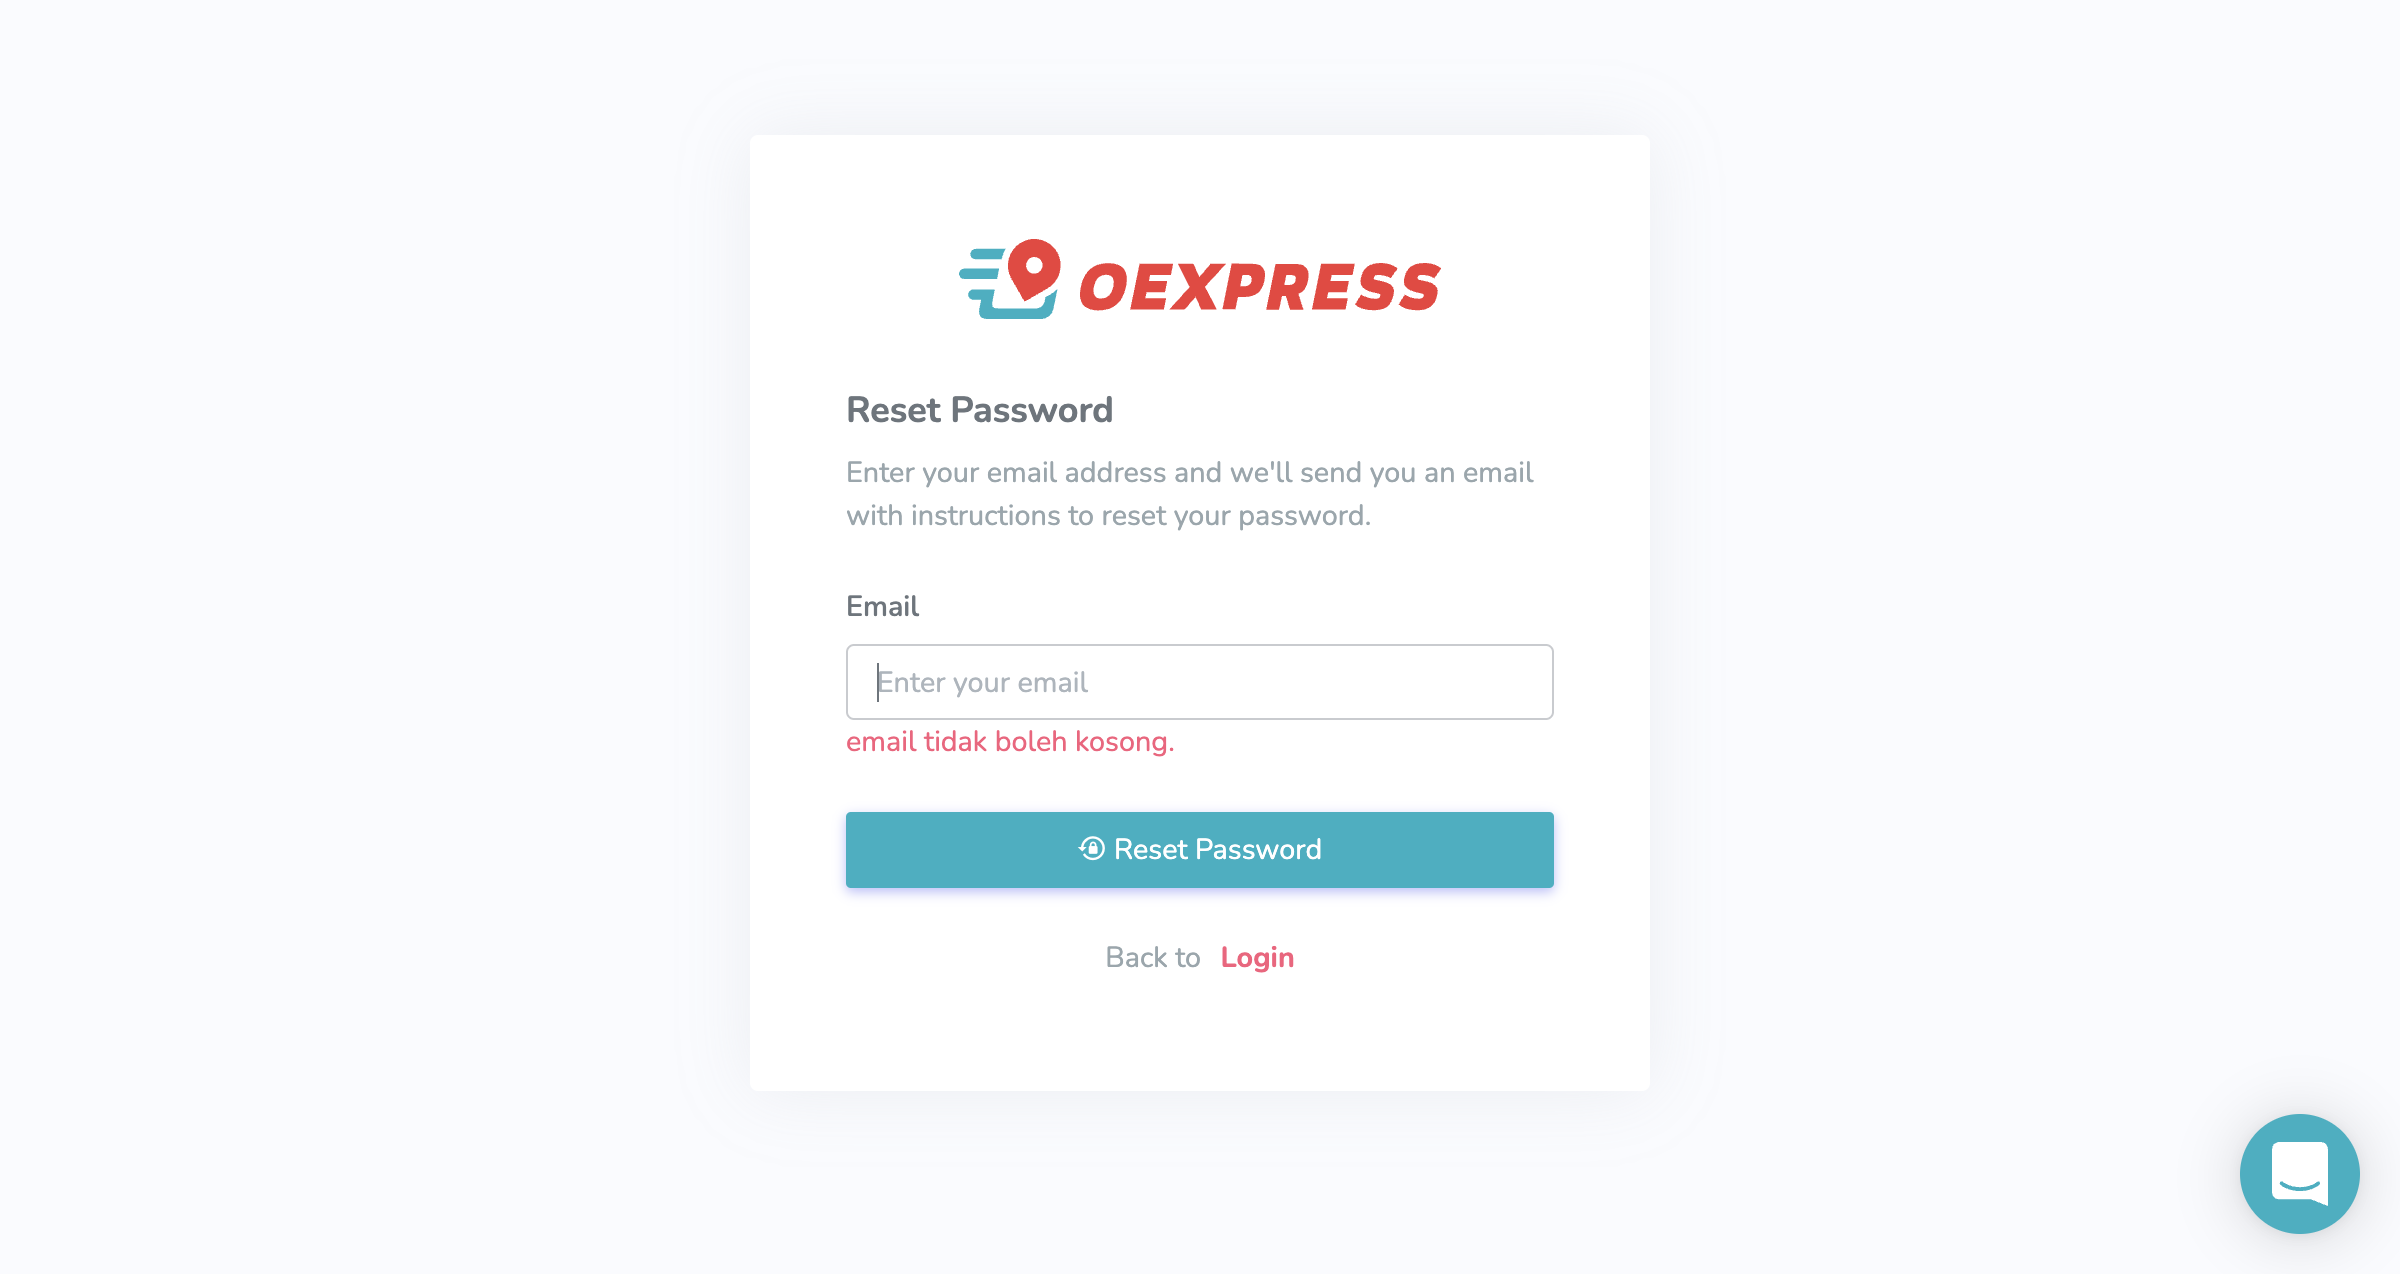 OEXPRESS
Reset Password
Enter your email address and we'll send you an email
with instructions to reset your password.
Email
Enter your email
email tidak boleh kosong.
Reset Password
Back to Login